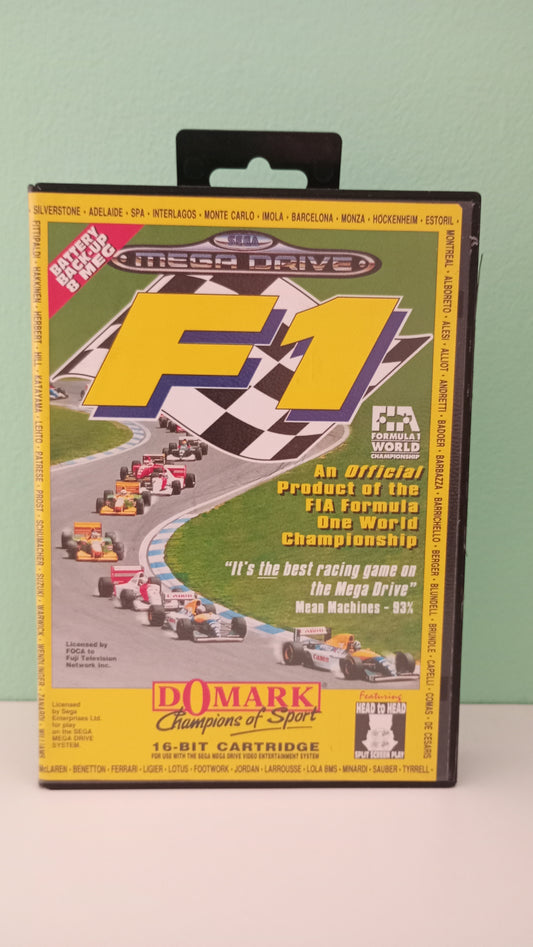 SILVERSTONE • ADELAIDE • SPA • INTERLAGOS • MONTE CARLO • IMOLA • BARCELONA • MONZA • HOCKENHEIM • ESTORIL •
MONTREAL • ALBORETO • ALESI • ALLIOT • ANDRETTI • BADOER • BARBAZZA • BARRICHELLO • BERGER • BLUNDELL • BRUNDLE • CAPELLI • COMAS • DE CESARIS
FITTIPALDI • HAKKINEN • HERBERT • HILL • KATAYAMA • LEHTO • PATRESE • PROST • SCHUMACHER • SUZUKI • WARWICK • WENDLINGER • ZANARDI •
BATTERY
BACK-UP
8 MEG
SEGA
MEGA DRIVE
F1
FIA
FORMULA 1
WORLD
CHAMPIONSHIP
An Official
Product of the
FIA Formula
One World
Championship
"It's the best racing game on
the Mega Drive"
Mean Machines - 93%
Licensed by
FOCA to
Fuji Television
Network Inc.
Licensed
by Sega
Enterprises Ltd.
for play
on the SEGA
MEGA DRIVE
SYSTEM.
DOMARK
Champions of Sport
16-BIT CARTRIDGE
FOR USE WITH THE SEGA MEGA DRIVE VIDEO ENTERTAINMENT SYSTEM
Featuring
HEAD to HEAD
SPLIT SCREEN PLAY
McLAREN • BENETTON • FERRARI • LIGIER • LOTUS • FOOTWORK • JORDAN • LARROUSSE • LOLA BMS • MINARDI • SAUBER • TYRRELL •